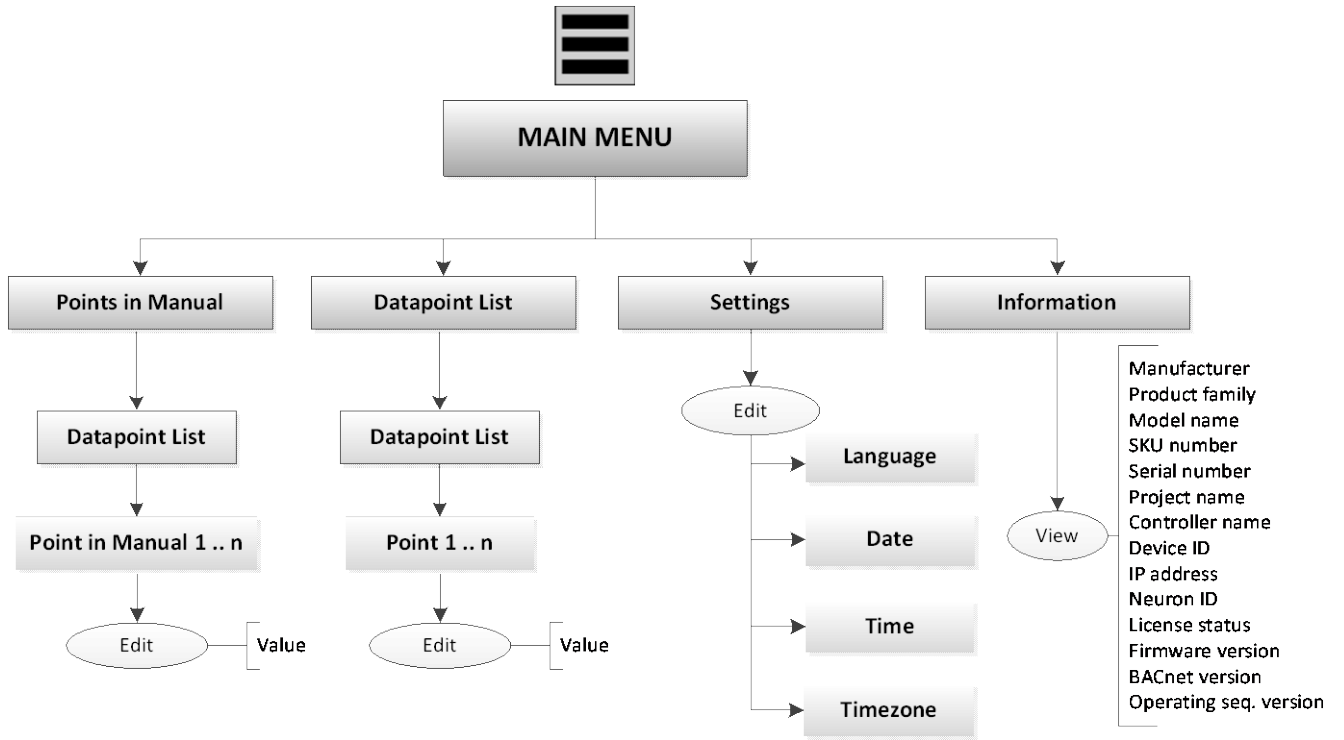 MAIN MENU
Points in Manual
Datapoint List
Settings
Information
Datapoint List
Datapoint List
Point in Manual 1 .. n
Point 1 .. n
Edit
Value
Edit
Value
Edit
Language
Date
Time
Timezone
View
Manufacturer
Product family
Model name
SKU number
Serial number
Project name
Controller name
Device ID
IP address
Neuron ID
License status
Firmware version
BACnet version
Operating seq. version